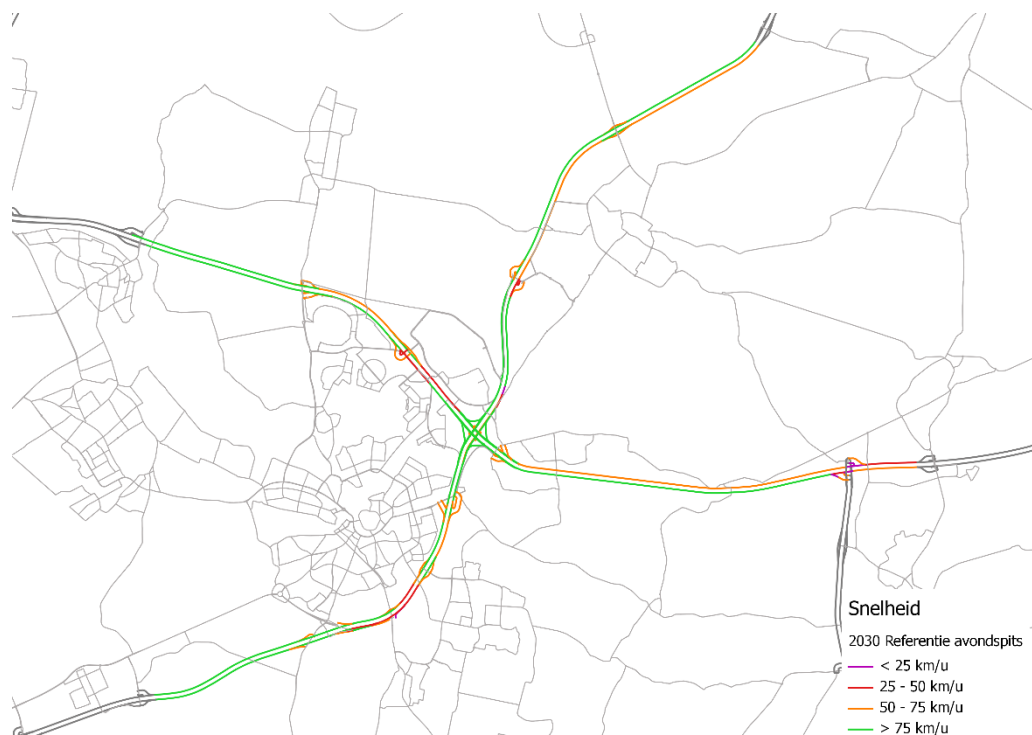 Snelheid
2030 Referentie avondspits
< 25 km/u
25 - 50 km/u
50 - 75 km/u
> 75 km/u